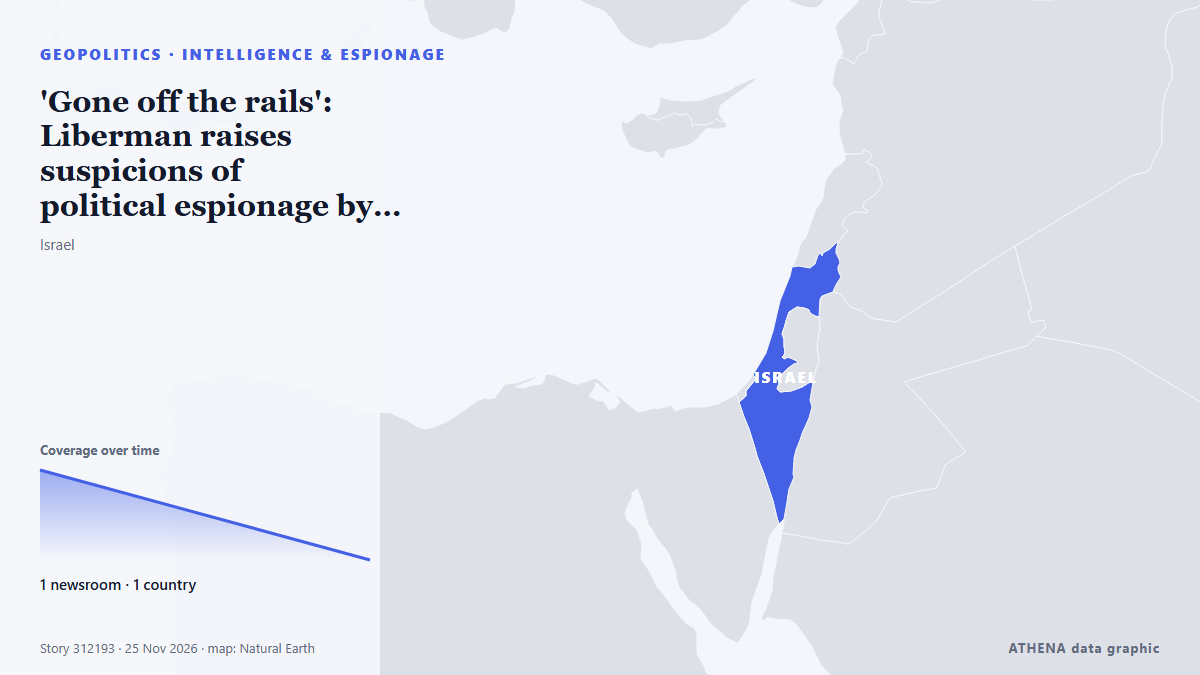 GEOPOLITICS · INTELLIGENCE & ESPIONAGE
'Gone off the rails':
Liberman raises
suspicions of
political espionage by...
Israel
ISRAEL
Coverage over time
1 newsroom · 1 country
Story 312193 · 25 Nov 2026 · map: Natural Earth
ATHENA data graphic